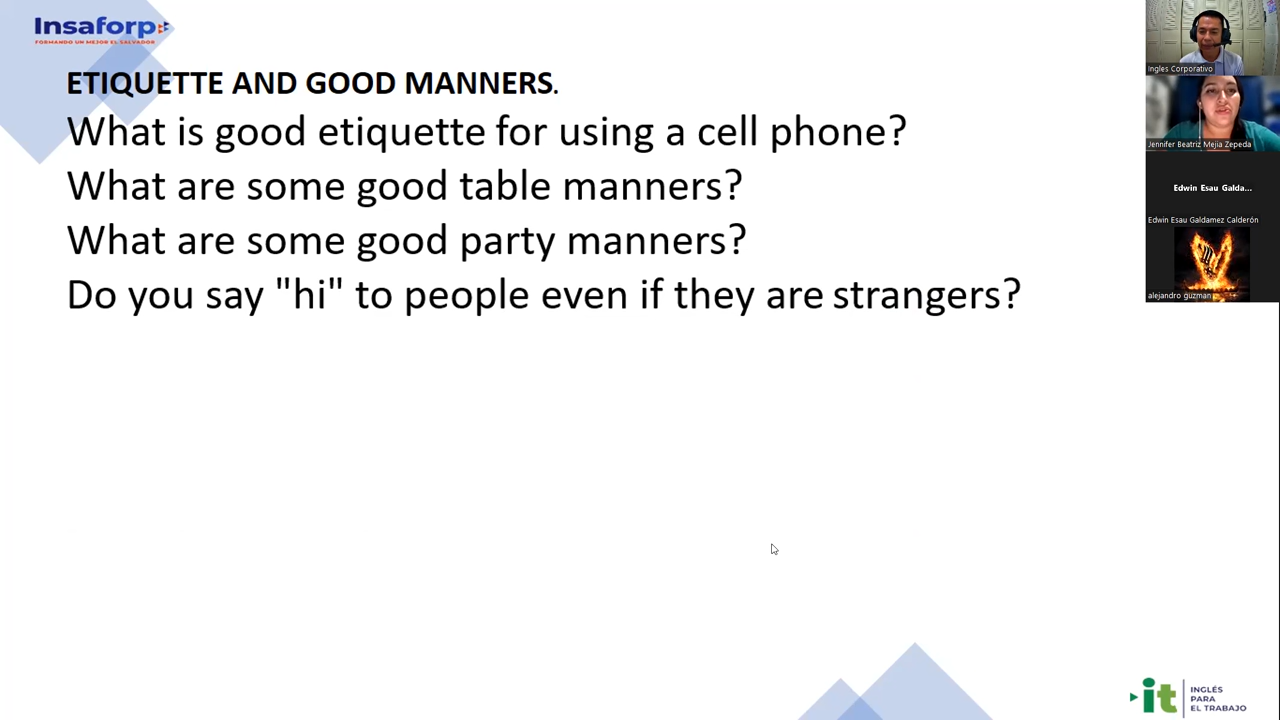 Insaforp
FORMANDO UN MEJOR EL SALVADOR
ETIQUETTE AND GOOD MANNERS.
What is good etiquette for using a cell phone?
What are some good table manners?
What are some good party manners?
Do you say "hi" to people even if they are strangers?
Ingles Corporativo
Jennifer Beatriz Mejia Zepeda
Edwin Esau Galda...
Edwin Esau Galdamez Calderón
alejandro guzman
it
INGLÉS
PARA
EL TRABAJO